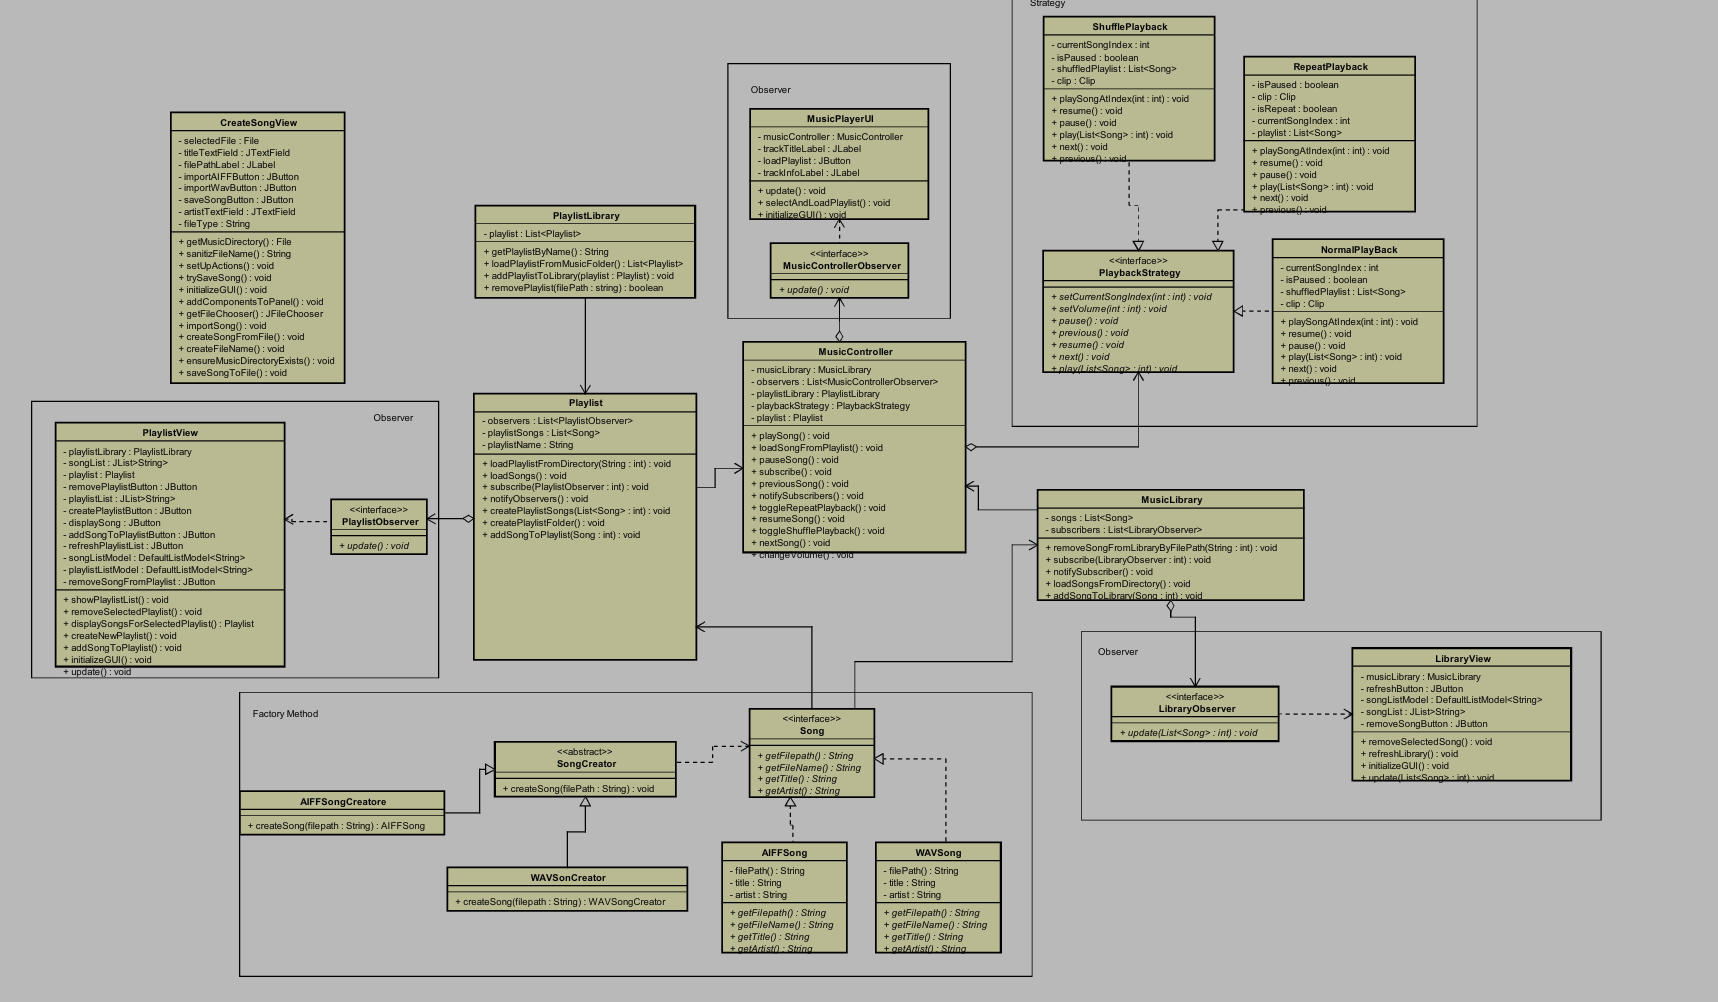 Strategy
ShufflePlayback
- currentSongIndex : int
- isPaused : boolean
- shuffledPlaylist : List<Song>
- clip : Clip
+ playSongAtIndex(int : int) : void
+ resume() : void
+ pause() : void
+ play(List<Song> : int) : void
+ next() : void
+ previous() : void
RepeatPlayback
- isPaused : boolean
- clip : Clip
- isRepeat : boolean
- currentSongIndex : int
- playlist : List<Song>
+ playSongAtIndex(int : int) : void
+ resume() : void
+ pause() : void
+ play(List<Song> : int) : void
+ next() : void
+ previous() : void
<<interface>>
PlaybackStrategy
+ setCurrentSongIndex(int : int) : void
+ setVolume(int : int) : void
+ pause() : void
+ previous() : void
+ resume() : void
+ next() : void
+ play(List<Song> : int) : void
NormalPlayBack
- currentSongIndex : int
- isPaused : boolean
- shuffledPlaylist : List<Song>
- clip : Clip
+ playSongAtIndex(int : int) : void
+ resume() : void
+ pause() : void
+ play(List<Song> : int) : void
+ next() : void
+ previous() : void
Observer
MusicPlayerUI
- musicController : MusicController
- trackTitleLabel : JLabel
- loadPlaylist : JButton
- trackInfoLabel : JLabel
+ update() : void
+ selectAndLoadPlaylist() : void
+ initializeGUI() : void
<<interface>>
MusicControllerObserver
+ update() : void
CreateSongView
- selectedFile : File
- titleTextField : JTextField
- filePathLabel : JLabel
- importAIFFButton : JButton
- importWavButton : JButton
- saveSongButton : JButton
- artistTextField : JTextField
- fileType : String
+ getMusicDirectory() : File
+ sanitizFileName() : String
+ setUpActions() : void
+ trySaveSong() : void
+ initializeGUI() : void
+ addComponentsToPanel() : void
+ getFileChooser() : JFileChooser
+ importSong() : void
+ createSongFromFile() : void
+ createFileName() : void
+ ensureMusicDirectoryExists() : void
+ saveSongToFile() : void
PlaylistLibrary
- playlist : List<Playlist>
+ getPlaylistByName() : String
+ loadPlaylistFromMusicFolder() : List<Playlist>
+ addPlaylistToLibrary(playlist : Playlist) : void
+ removePlaylist(filePath : string) : boolean
MusicController
- musicLibrary : MusicLibrary
- observers : List<MusicControllerObserver>
- playlistLibrary : PlaylistLibrary
- playbackStrategy : PlaybackStrategy
- playlist : Playlist
+ playSong() : void
+ loadSongFromPlaylist() : void
+ pauseSong() : void
+ subscribe() : void
+ previousSong() : void
+ notifySubscribers() : void
+ toggleRepeatPlayback() : void
+ resumeSong() : void
+ toggleShufflePlayback() : void
+ nextSong() : void
+ changeVolume() : void
Playlist
- observers : List<PlaylistObserver>
- playlistSongs : List<Song>
- playlistName : String
+ loadPlaylistFromDirectory(String : int) : void
+ loadSongs() : void
+ subscribe(PlaylistObserver : int) : void
+ notifyObservers() : void
+ createPlaylistSongs(List<Song> : int) : void
+ createPlaylistFolder() : void
+ addSongToPlaylist(Song : int) : void
Observer
PlaylistView
- playlistLibrary : PlaylistLibrary
- songList : JList>String>
- playlist : Playlist
- removePlaylistButton : JButton
- playlistList : JList>String>
- createPlaylistButton : JButton
- displaySong : JButton
- addSongToPlaylistButton : JButton
- refreshPlaylistList : JButton
- songListModel : DefaultListModel<String>
- playlistListModel : DefaultListModel<String>
- removeSongFromPlaylist : JButton
+ showPlaylistList() : void
+ removeSelectedPlaylist() : void
+ displaySongsForSelectedPlaylist() : Playlist
+ createNewPlaylist() : void
+ addSongToPlaylist() : void
+ initializeGUI() : void
+ update() : void
<<interface>>
PlaylistObserver
+ update() : void
MusicLibrary
- songs : List<Song>
- subscribers : List<LibraryObserver>
+ removeSongFromLibraryByFilePath(String : int) : void
+ subscribe(LibraryObserver : int) : void
+ notifySubscriber() : void
+ loadSongsFromDirectory() : void
+ addSongToLibrary(Song : int) : void
Observer
<<interface>>
LibraryObserver
+ update(List<Song> : int) : void
LibraryView
- musicLibrary : MusicLibrary
- refreshButton : JButton
- songListModel : DefaultListModel<String>
- songList : JList>String>
- removeSongButton : JButton
+ removeSelectedSong() : void
+ refreshLibrary() : void
+ initializeGUI() : void
+ update(List<Song> : int) : void
Factory Method
<<interface>>
Song
+ getFilepath() : String
+ getFileName() : String
+ getTitle() : String
+ getArtist() : String
<<abstract>>
SongCreator
+ createSong(filePath : String) : void
AIFFSongCreatore
+ createSong(filepath : String) : AIFFSong
WAVSonCreator
+ createSong(filepath : String) : WAVSongCreator
AIFFSong
- filePath() : String
- title : String
- artist : String
+ getFilepath() : String
+ getFileName() : String
+ getTitle() : String
+ getArtist() : String
WAVSong
- filePath() : String
- title : String
- artist : String
+ getFilepath() : String
+ getFileName() : String
+ getTitle() : String
+ getArtist() : String